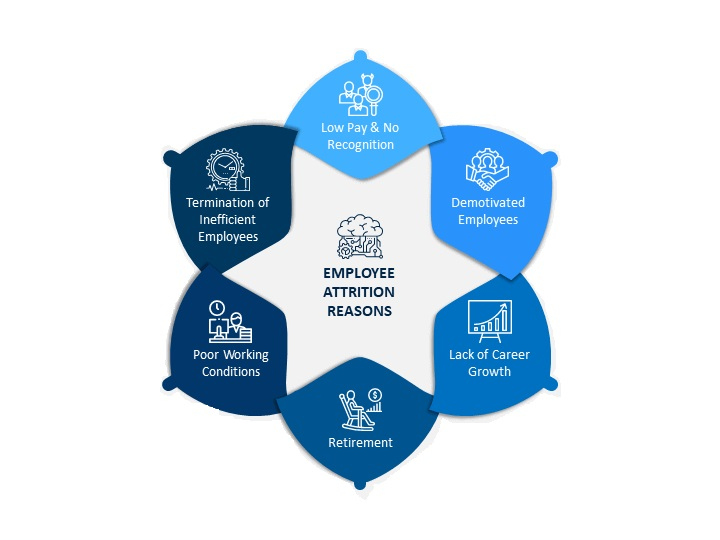 Low Pay & No
Recognition
Demotivated
Employees
Lack of Career
Growth
Retirement
Poor Working
Conditions
Termination of
Inefficient
Employees
EMPLOYEE
ATTRITION
REASONS
$